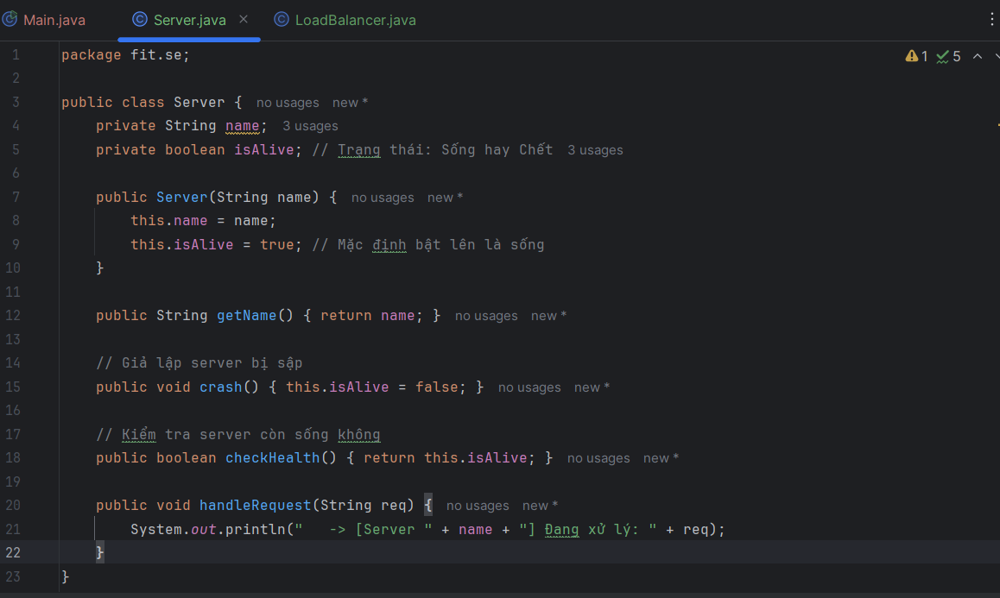 Main.java Server.java LoadBalancer.java
1 package fit.se; 1 5
2
3 public class Server { no usages new *
4 private String name; 3 usages
5 private boolean isAlive; // Trạng thái: Sống hay Chết 3 usages
6
7 public Server(String name) { no usages new *
8 this.name = name;
9 this.isAlive = true; // Mặc định bật lên là sống
10 }
11
12 public String getName() { return name; } no usages new *
13
14 // Giả lập server bị sập
15 public void crash() { this.isAlive = false; } no usages new *
16
17 // Kiểm tra server còn sống không
18 public boolean checkHealth() { return this.isAlive; } no usages new *
19
20 public void handleRequest(String req) { no usages new *
21 System.out.println("   -> [Server " + name + "] Đang xử lý: " + req);
22 }
23 }